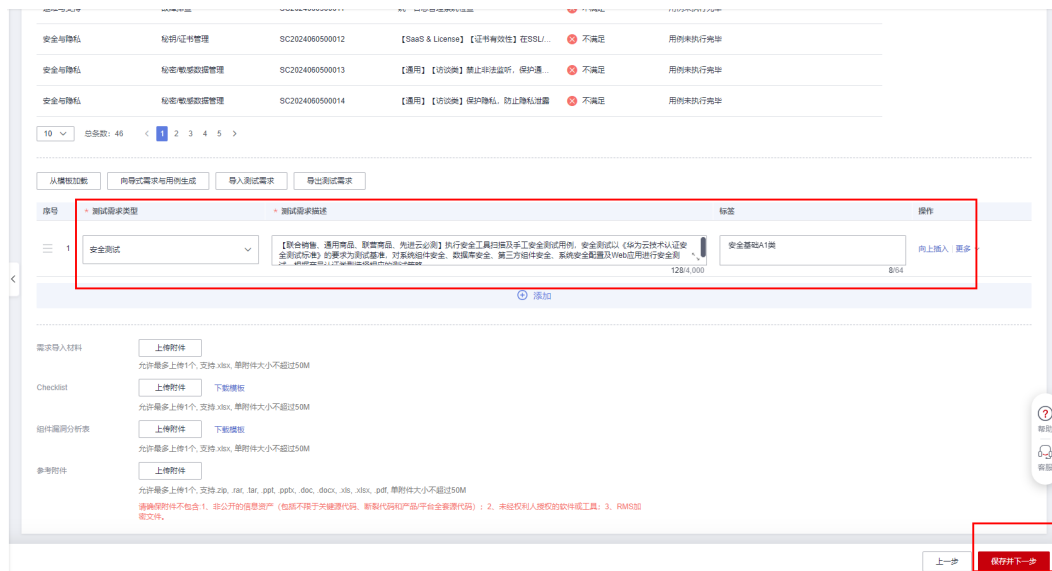 安全与隐私 秘钥/证书管理 SC2024060500012 【SaaS & License】【证书有效性】在SSL/... 不满足 用例未执行完毕
安全与隐私 秘密/敏感数据管理 SC2024060500013 【通用】【访谈类】禁止非法监听，保护通... 不满足 用例未执行完毕
安全与隐私 秘密/敏感数据管理 SC2024060500014 【通用】【访谈类】保护隐私，防止隐私泄露 不满足 用例未执行完毕
10 总条数：46 < 1 2 3 4 5 >
从模板加载 向导式需求与用例生成 导入测试需求 导出测试需求
序号 * 测试需求类型 * 测试需求描述 标签 操作
1 安全测试 【联合销售、通用商品、联营商品、先进云必测】执行安全工具扫描及手工安全测试用例，安全测试以《华为云技术认证安 安全基础A1类 向上插入 更多
全测试标准》的要求为测试基准，对系统组件安全、数据库安全、第三方组件安全、系统安全配置及Web应用进行安全测
128/4,000 8/64
添加
需求导入材料 上传附件
允许最多上传1个, 支持.xlsx, 单附件大小不超过50M
Checklist 上传附件 下载模板
允许最多上传1个, 支持.xlsx, 单附件大小不超过50M
组件漏洞分析表 上传附件 下载模板
允许最多上传1个, 支持.xlsx, 单附件大小不超过50M
参考附件 上传附件
允许最多上传1个, 支持.zip, .rar, .tar, .ppt, .pptx, .doc, .docx, .xls, .xlsx, .pdf, 单附件大小不超过50M
请确保附件不包含:1、非公开的信息资产（包括不限于关键源代码、断裂代码和产品/平台全套源代码）; 2、未经权利人授权的软件或工具; 3、RMS加
密文件。
帮助
客服
上一步 保存并下一步